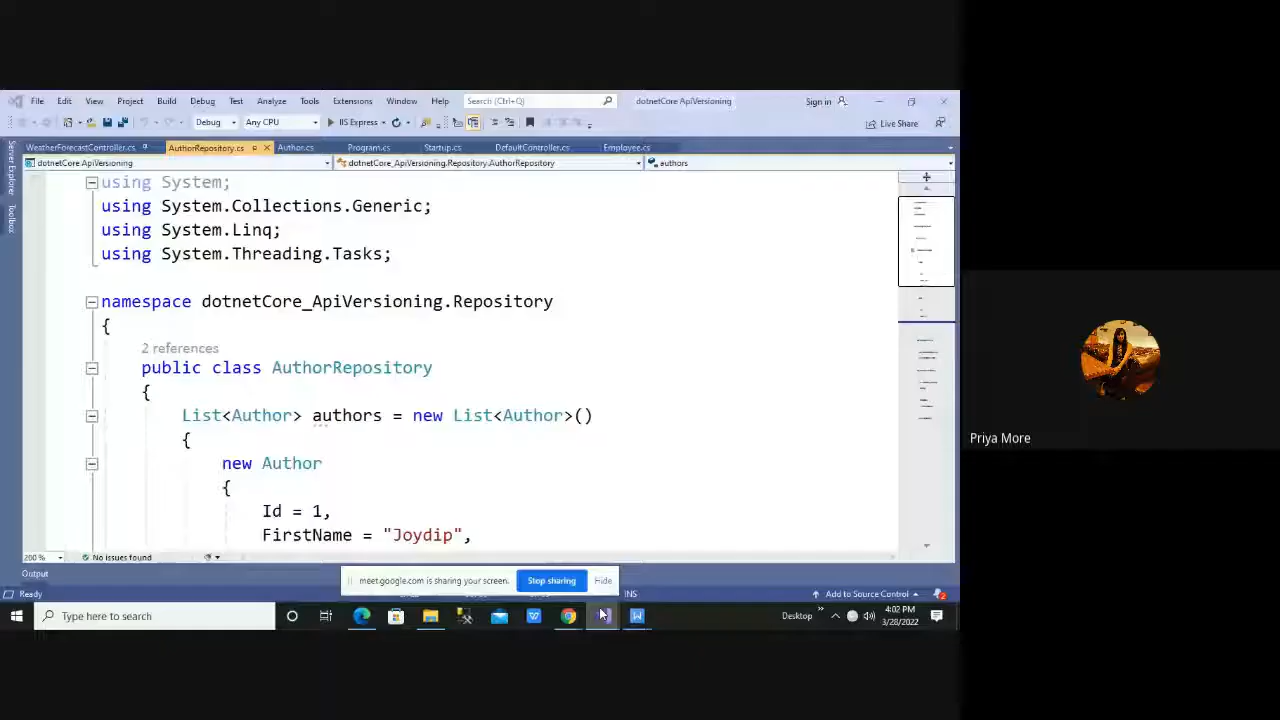 File Edit View Project Build Debug Test Analyze Tools Extensions Window Help Search (Ctrl+Q) dotnetCore ApiVersioning Sign in
Debug Any CPU IIS Express Live Share
WeatherForecastController.cs AuthorRepository.cs Author.cs Program.cs Startup.cs DefaultController.cs Employee.cs
dotnetCore ApiVersioning dotnetCore_ApiVersioning.Repository.AuthorRepository authors
Server Explorer
Toolbox
using System;
using System.Collections.Generic;
using System.Linq;
using System.Threading.Tasks;
namespace dotnetCore_ApiVersioning.Repository
{
2 references
public class AuthorRepository
{
List<Author> authors = new List<Author>()
{
new Author
{
Id = 1,
FirstName = "Joydip",
200 % No issues found
Output
meet.google.com is sharing your screen. Stop sharing Hide
Ready INS Add to Source Control 2
Type here to search Desktop 4:02 PM
3/28/2022
Priya More